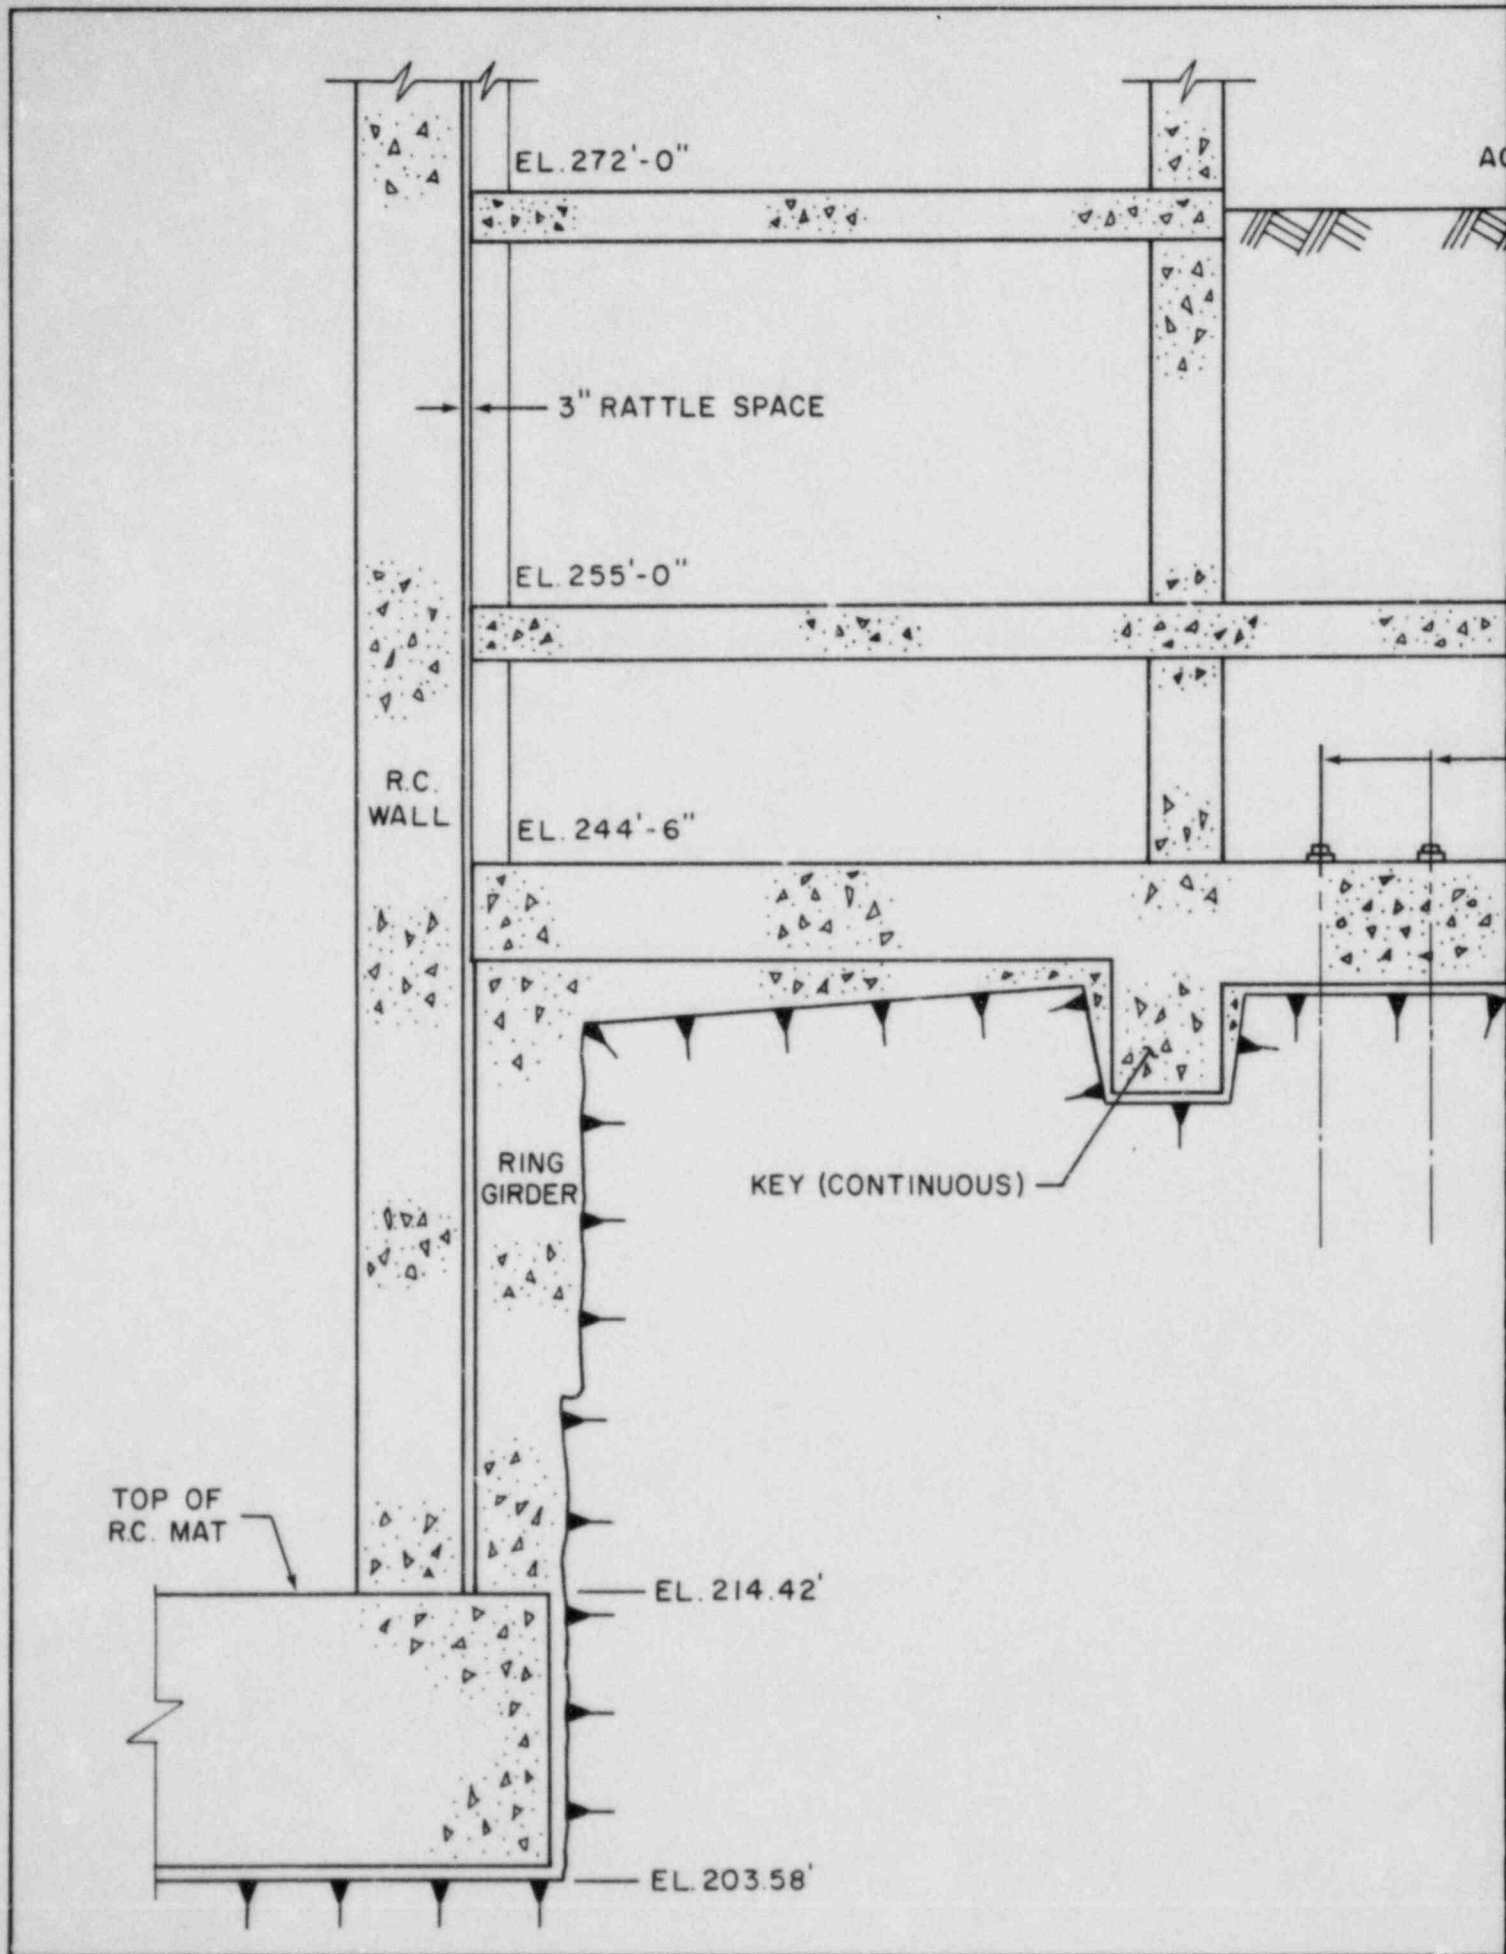 EL. 272'-0"
3" RATTLE SPACE
EL. 255'-0"
R.C.
WALL
EL. 244'-6"
RING
GIRDER
KEY (CONTINUOUS)
TOP OF
R.C. MAT
EL. 214.42'
EL. 203.58'